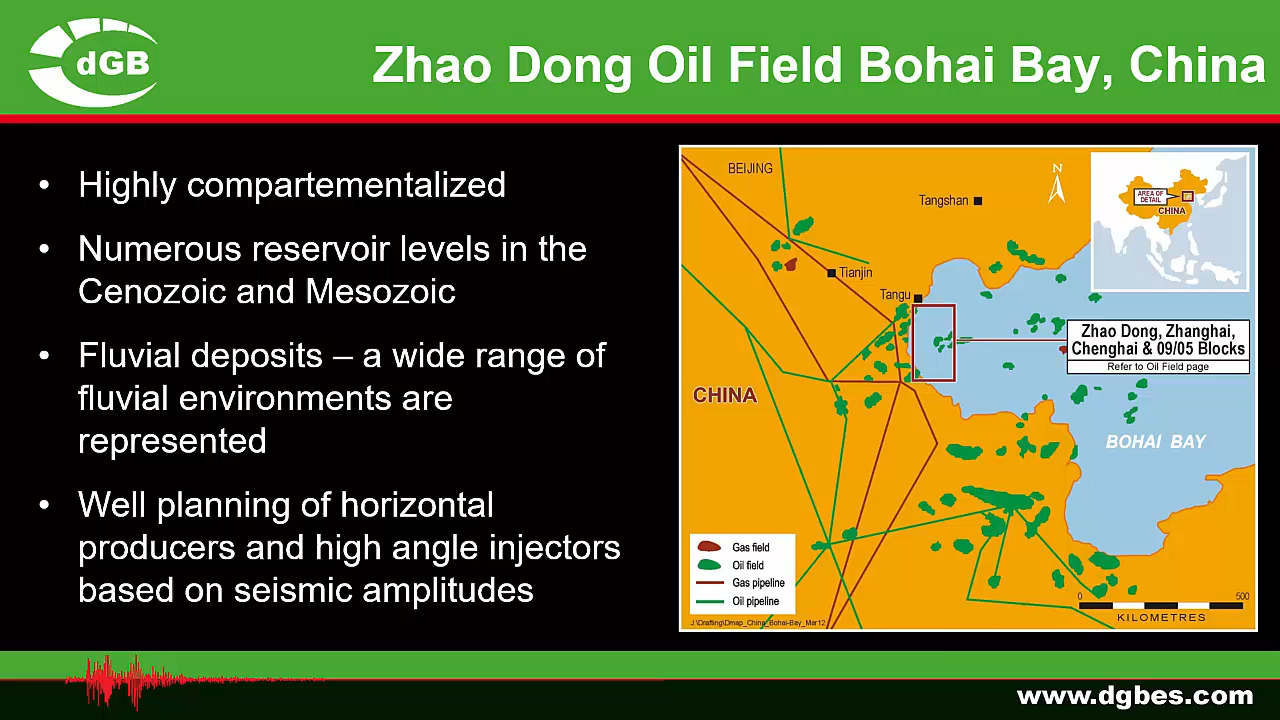 dGB
Zhao Dong Oil Field Bohai Bay, China
• Highly compartementalized
• Numerous reservoir levels in the
Cenozoic and Mesozoic
• Fluvial deposits – a wide range of
fluvial environments are
represented
• Well planning of horizontal
producers and high angle injectors
based on seismic amplitudes
BEIJING
Tangshan
N
AREA OF
DETAIL
CHINA
Tianjin
Tangu
Zhao Dong, Zhanghai,
Chenghai & 09/05 Blocks
Refer to Oil Field page
CHINA
BOHAI BAY
Gas field
Oil field
Gas pipeline
Oil pipeline
0 500
KILOMETRES
J:\Drafting\Dmap_China_Bohai-Bay_Mar12
www.dgbes.com